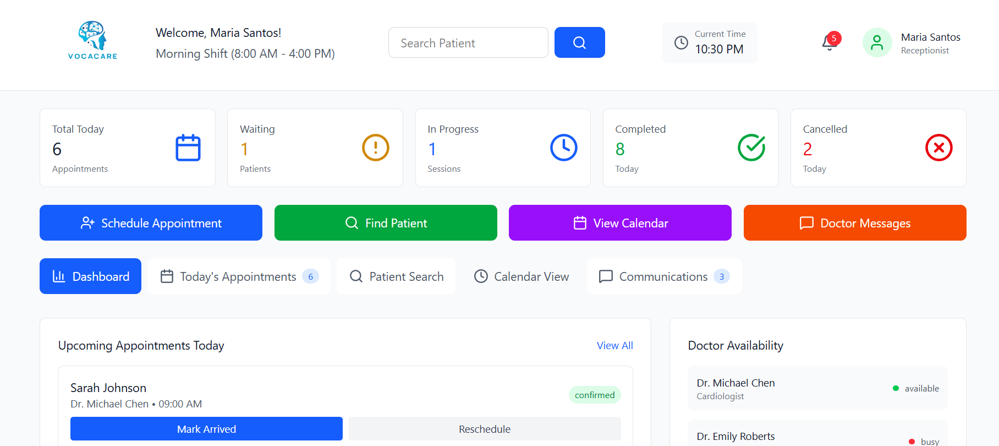 VOCACARE
Welcome, Maria Santos!
Morning Shift (8:00 AM - 4:00 PM)
Search Patient
Current Time
10:30 PM
5
Maria Santos
Receptionist
Total Today
6
Appointments
Waiting
1
Patients
In Progress
1
Sessions
Completed
8
Today
Cancelled
2
Today
Schedule Appointment
Find Patient
View Calendar
Doctor Messages
Dashboard
Today's Appointments 6
Patient Search
Calendar View
Communications 3
Upcoming Appointments Today
View All
Sarah Johnson
Dr. Michael Chen • 09:00 AM
confirmed
Mark Arrived
Reschedule
Doctor Availability
Dr. Michael Chen
Cardiologist
available
Dr. Emily Roberts
busy